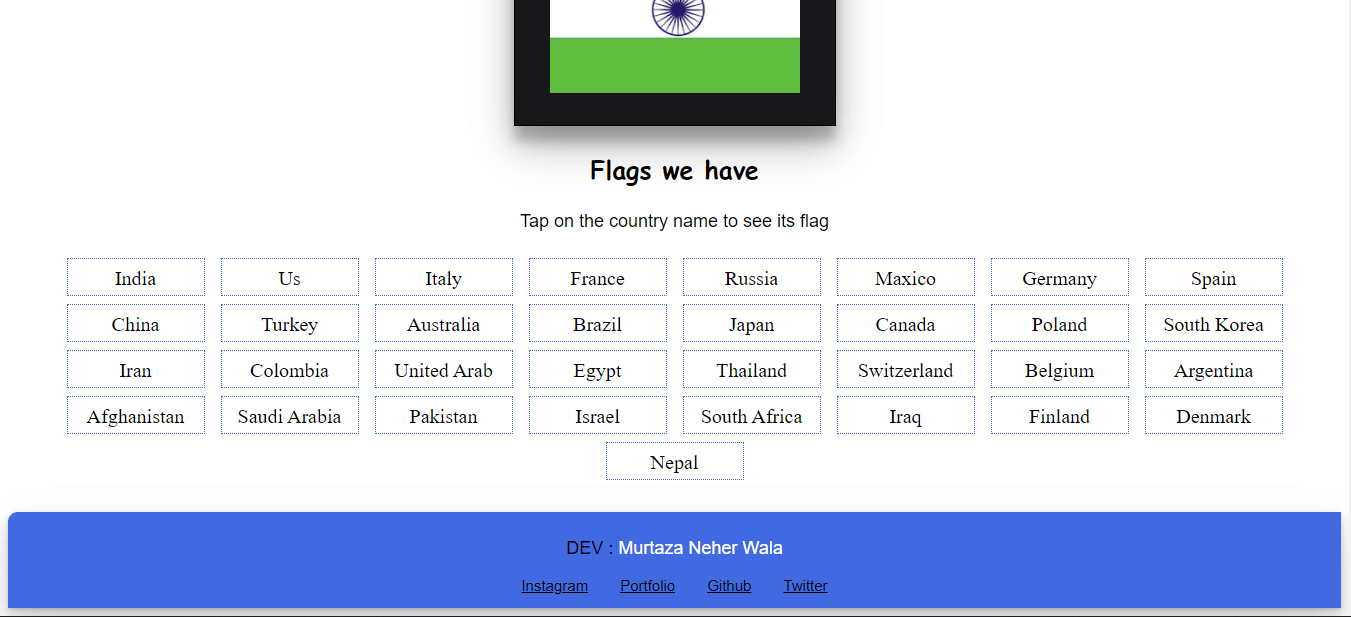 Flags we have
Tap on the country name to see its flag
India Us Italy France Russia Maxico Germany Spain
China Turkey Australia Brazil Japan Canada Poland South Korea
Iran Colombia United Arab Egypt Thailand Switzerland Belgium Argentina
Afghanistan Saudi Arabia Pakistan Israel South Africa Iraq Finland Denmark
Nepal
DEV : Murtaza Neher Wala
Instagram Portfolio Github Twitter